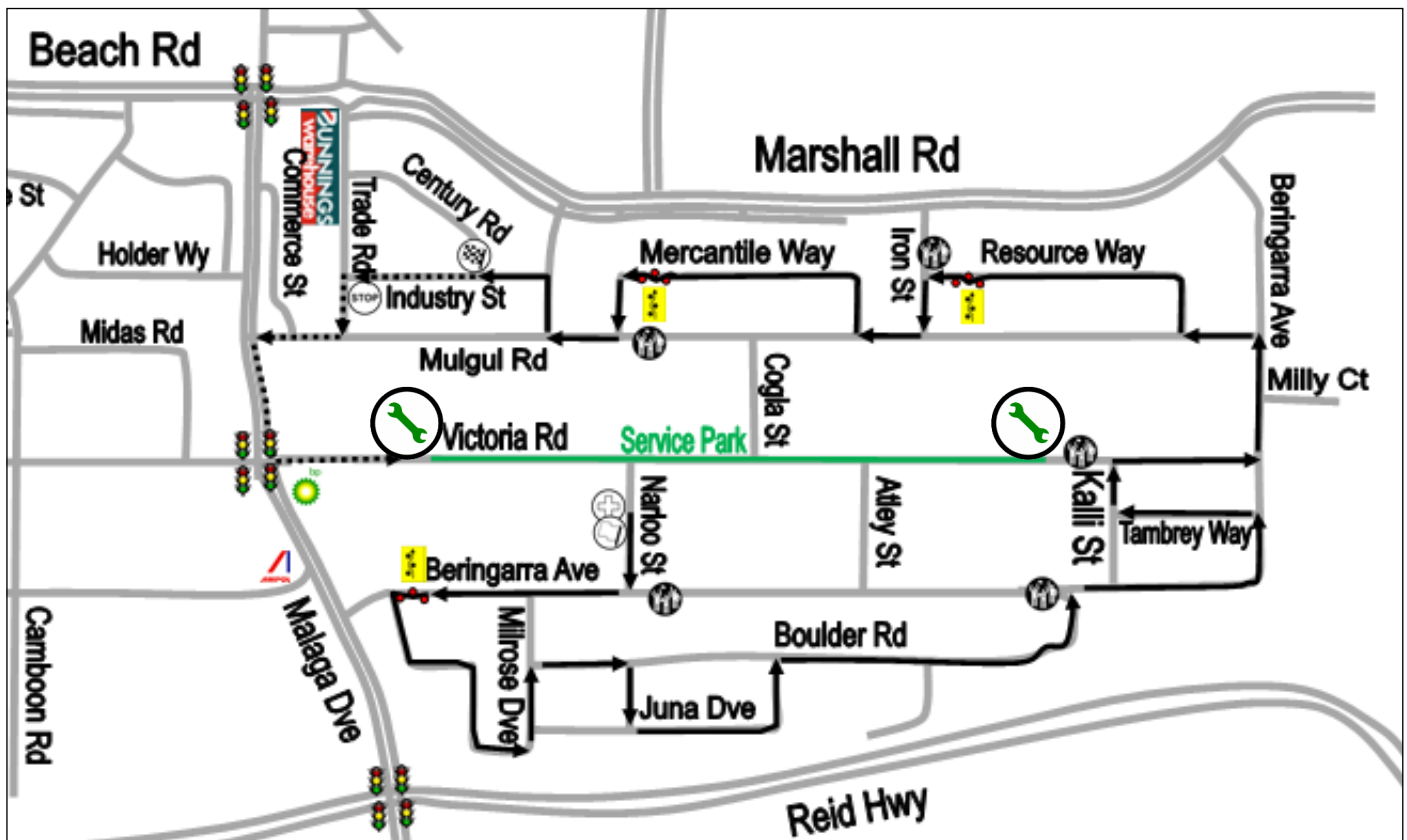 Beach Rd
Marshall Rd
BUNNINGS
warehouse
Commerce St
Trade Rd
Century Rd
e St
Holder Wy
Mercantile Way
Iron St
Resource Way
Beringarra Ave
STOP
Industry St
Midas Rd
Mulgul Rd
Cogla St
Milly Ct
Victoria Rd
Service Park
bp
Narloo St
Atley St
Kalli St
Tambrey Way
AMPOL
Beringarra Ave
Camboon Rd
Malaga Dve
Milrose Dve
Boulder Rd
Juna Dve
Reid Hwy